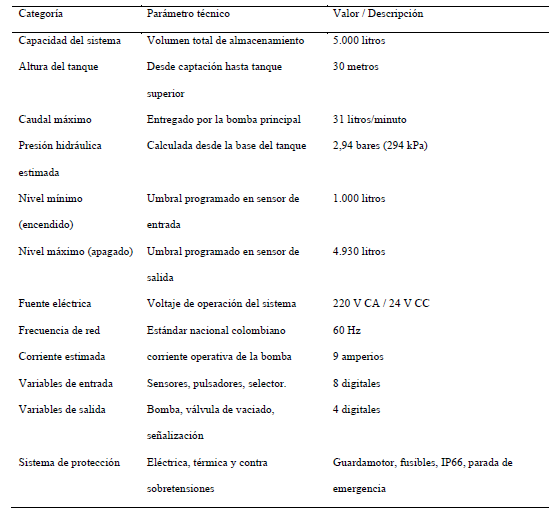 Categoría Parámetro técnico Valor / Descripción
Capacidad del sistema Volumen total de almacenamiento 5.000 litros
Altura del tanque Desde captación hasta tanque 30 metros
superior
Caudal máximo Entregado por la bomba principal 31 litros/minuto
Presión hidráulica Calculada desde la base del tanque 2,94 bares (294 kPa)
estimada
Nivel mínimo Umbral programado en sensor de 1.000 litros
(encendido) entrada
Nivel máximo (apagado) Umbral programado en sensor de 4.930 litros
salida
Fuente eléctrica Voltaje de operación del sistema 220 V CA / 24 V CC
Frecuencia de red Estándar nacional colombiano 60 Hz
Corriente estimada corriente operativa de la bomba 9 amperios
Variables de entrada Sensores, pulsadores, selector. 8 digitales
Variables de salida Bomba, válvula de vaciado, 4 digitales
señalización
Sistema de protección Eléctrica, térmica y contra Guardamotor, fusibles, IP66, parada de
sobretensiones emergencia